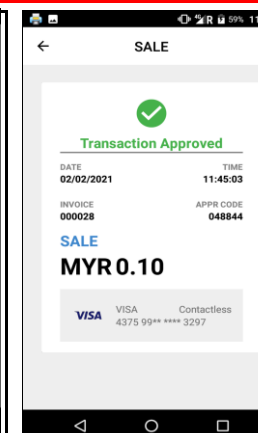 59% 11
SALE
Transaction Approved
DATE TIME
02/02/2021 11:45:03
INVOICE APPR CODE
000028 048844
SALE
MYR 0.10
VISA VISA Contactless
4375 99** **** 3297